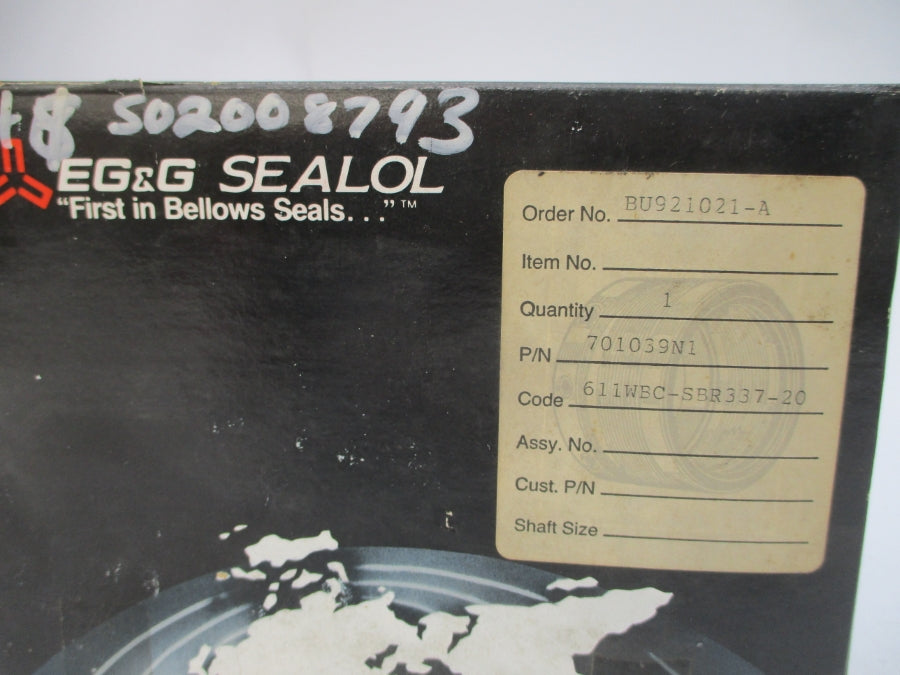 S020008793
EG&G SEALOL
"First in Bellows Seals..."™
Order No. BU921021-A
Item No.
Quantity 1
P/N 701039N1
Code 611WBC-SBR337-20
Assy. No.
Cust. P/N
Shaft Size